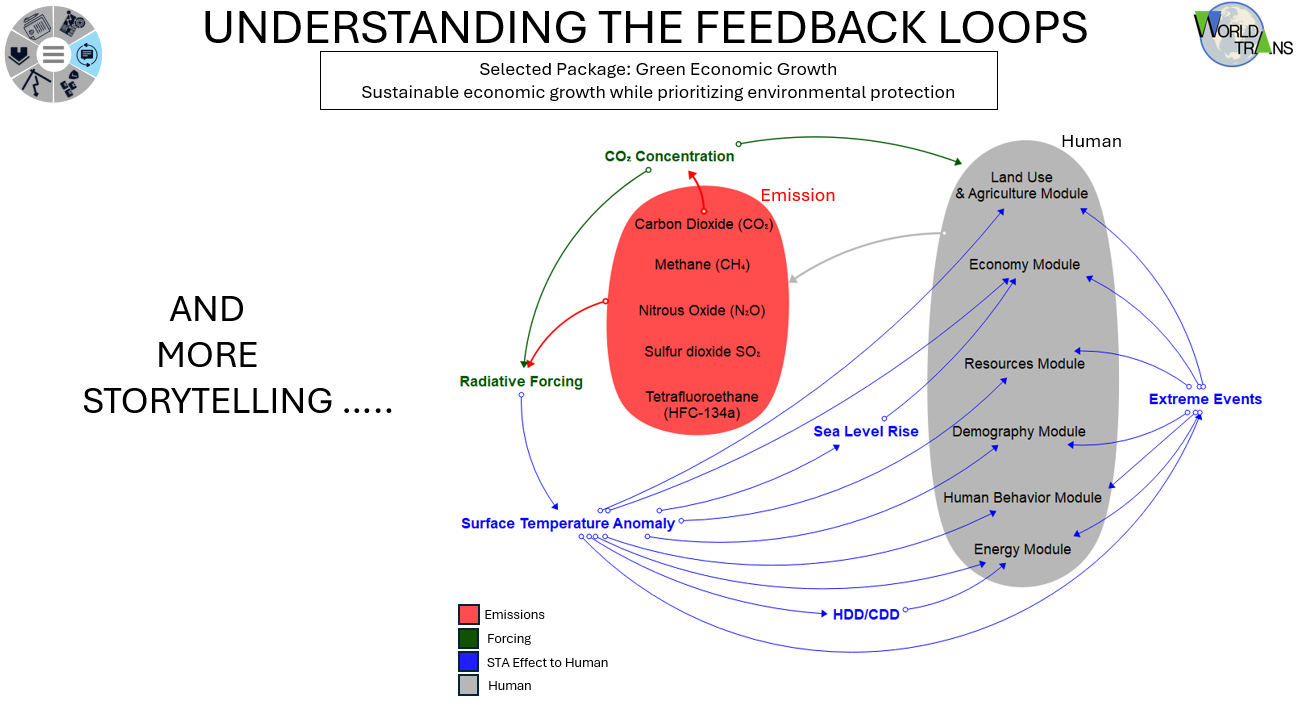 UNDERSTANDING THE FEEDBACK LOOPS
WORLD
TRANS
Selected Package: Green Economic Growth
Sustainable economic growth while prioritizing environmental protection
Human
CO₂ Concentration
Land Use
& Agriculture Module
Emission
Carbon Dioxide (CO₂)
Methane (CH₄)
Economy Module
AND
MORE
STORYTELLING …..
Nitrous Oxide (N₂O)
Sulfur dioxide SO₂
Resources Module
Radiative Forcing
Tetrafluoroethane
(HFC-134a)
Extreme Events
Sea Level Rise
Demography Module
Human Behavior Module
Surface Temperature Anomaly
Energy Module
HDD/CDD
Emissions
Forcing
STA Effect to Human
Human